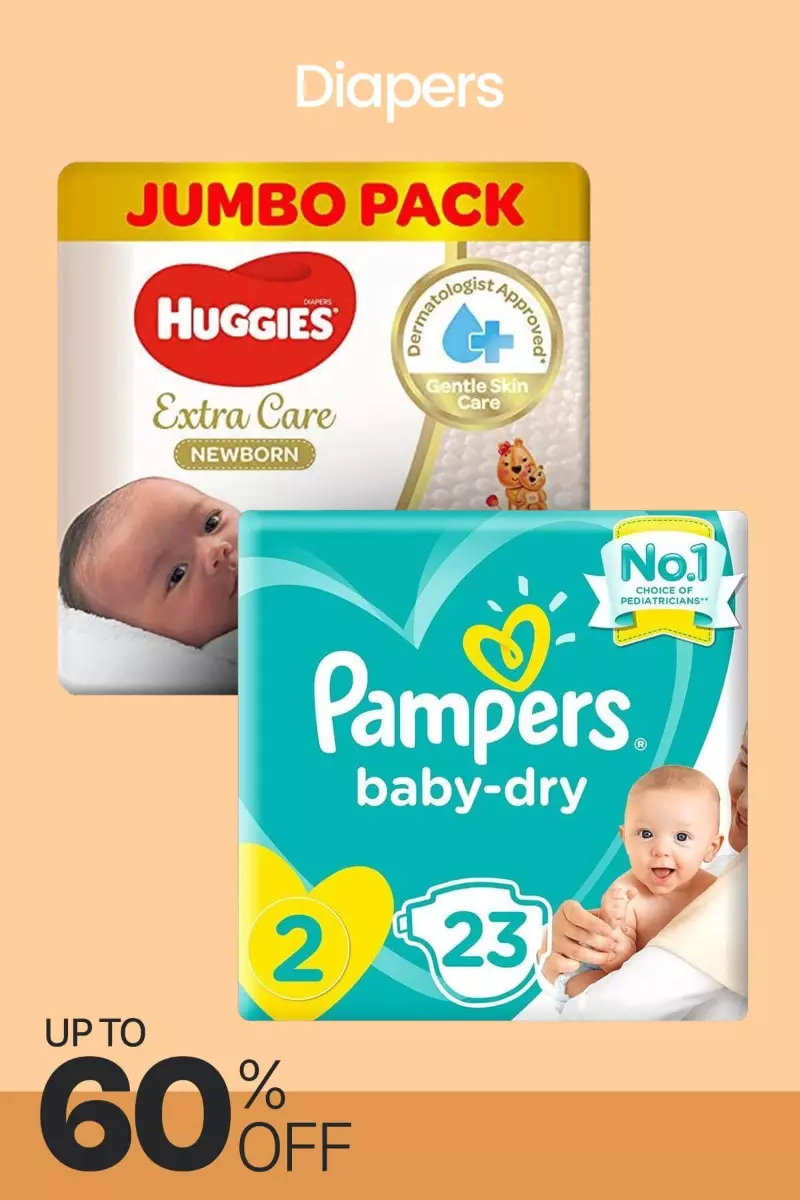 Diapers
JUMBO PACK
DIAPERS
HUGGIES®
Extra Care
NEWBORN
Dermatologist Approved*
Gentle Skin
Care
No.1
CHOICE OF
PEDIATRICIANS**
Pampers®
baby-dry
2
23
UP TO
60%
OFF